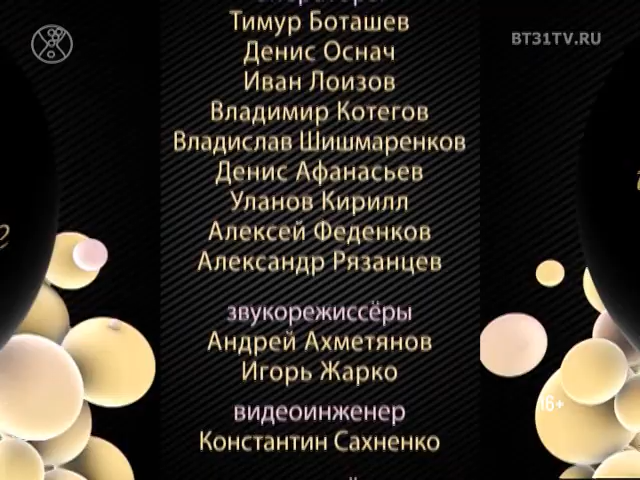 BT31TV.RU
Тимур Боташев
Денис Оснач
Иван Лоизов
Владимир Котегов
Владислав Шишмаренков
Денис Афанасьев
Уланов Кирилл
Алексей Феденков
Александр Рязанцев
звукорежиссёры
Андрей Ахметянов
Игорь Жарко
16+
видеоинженер
Константин Сахненко